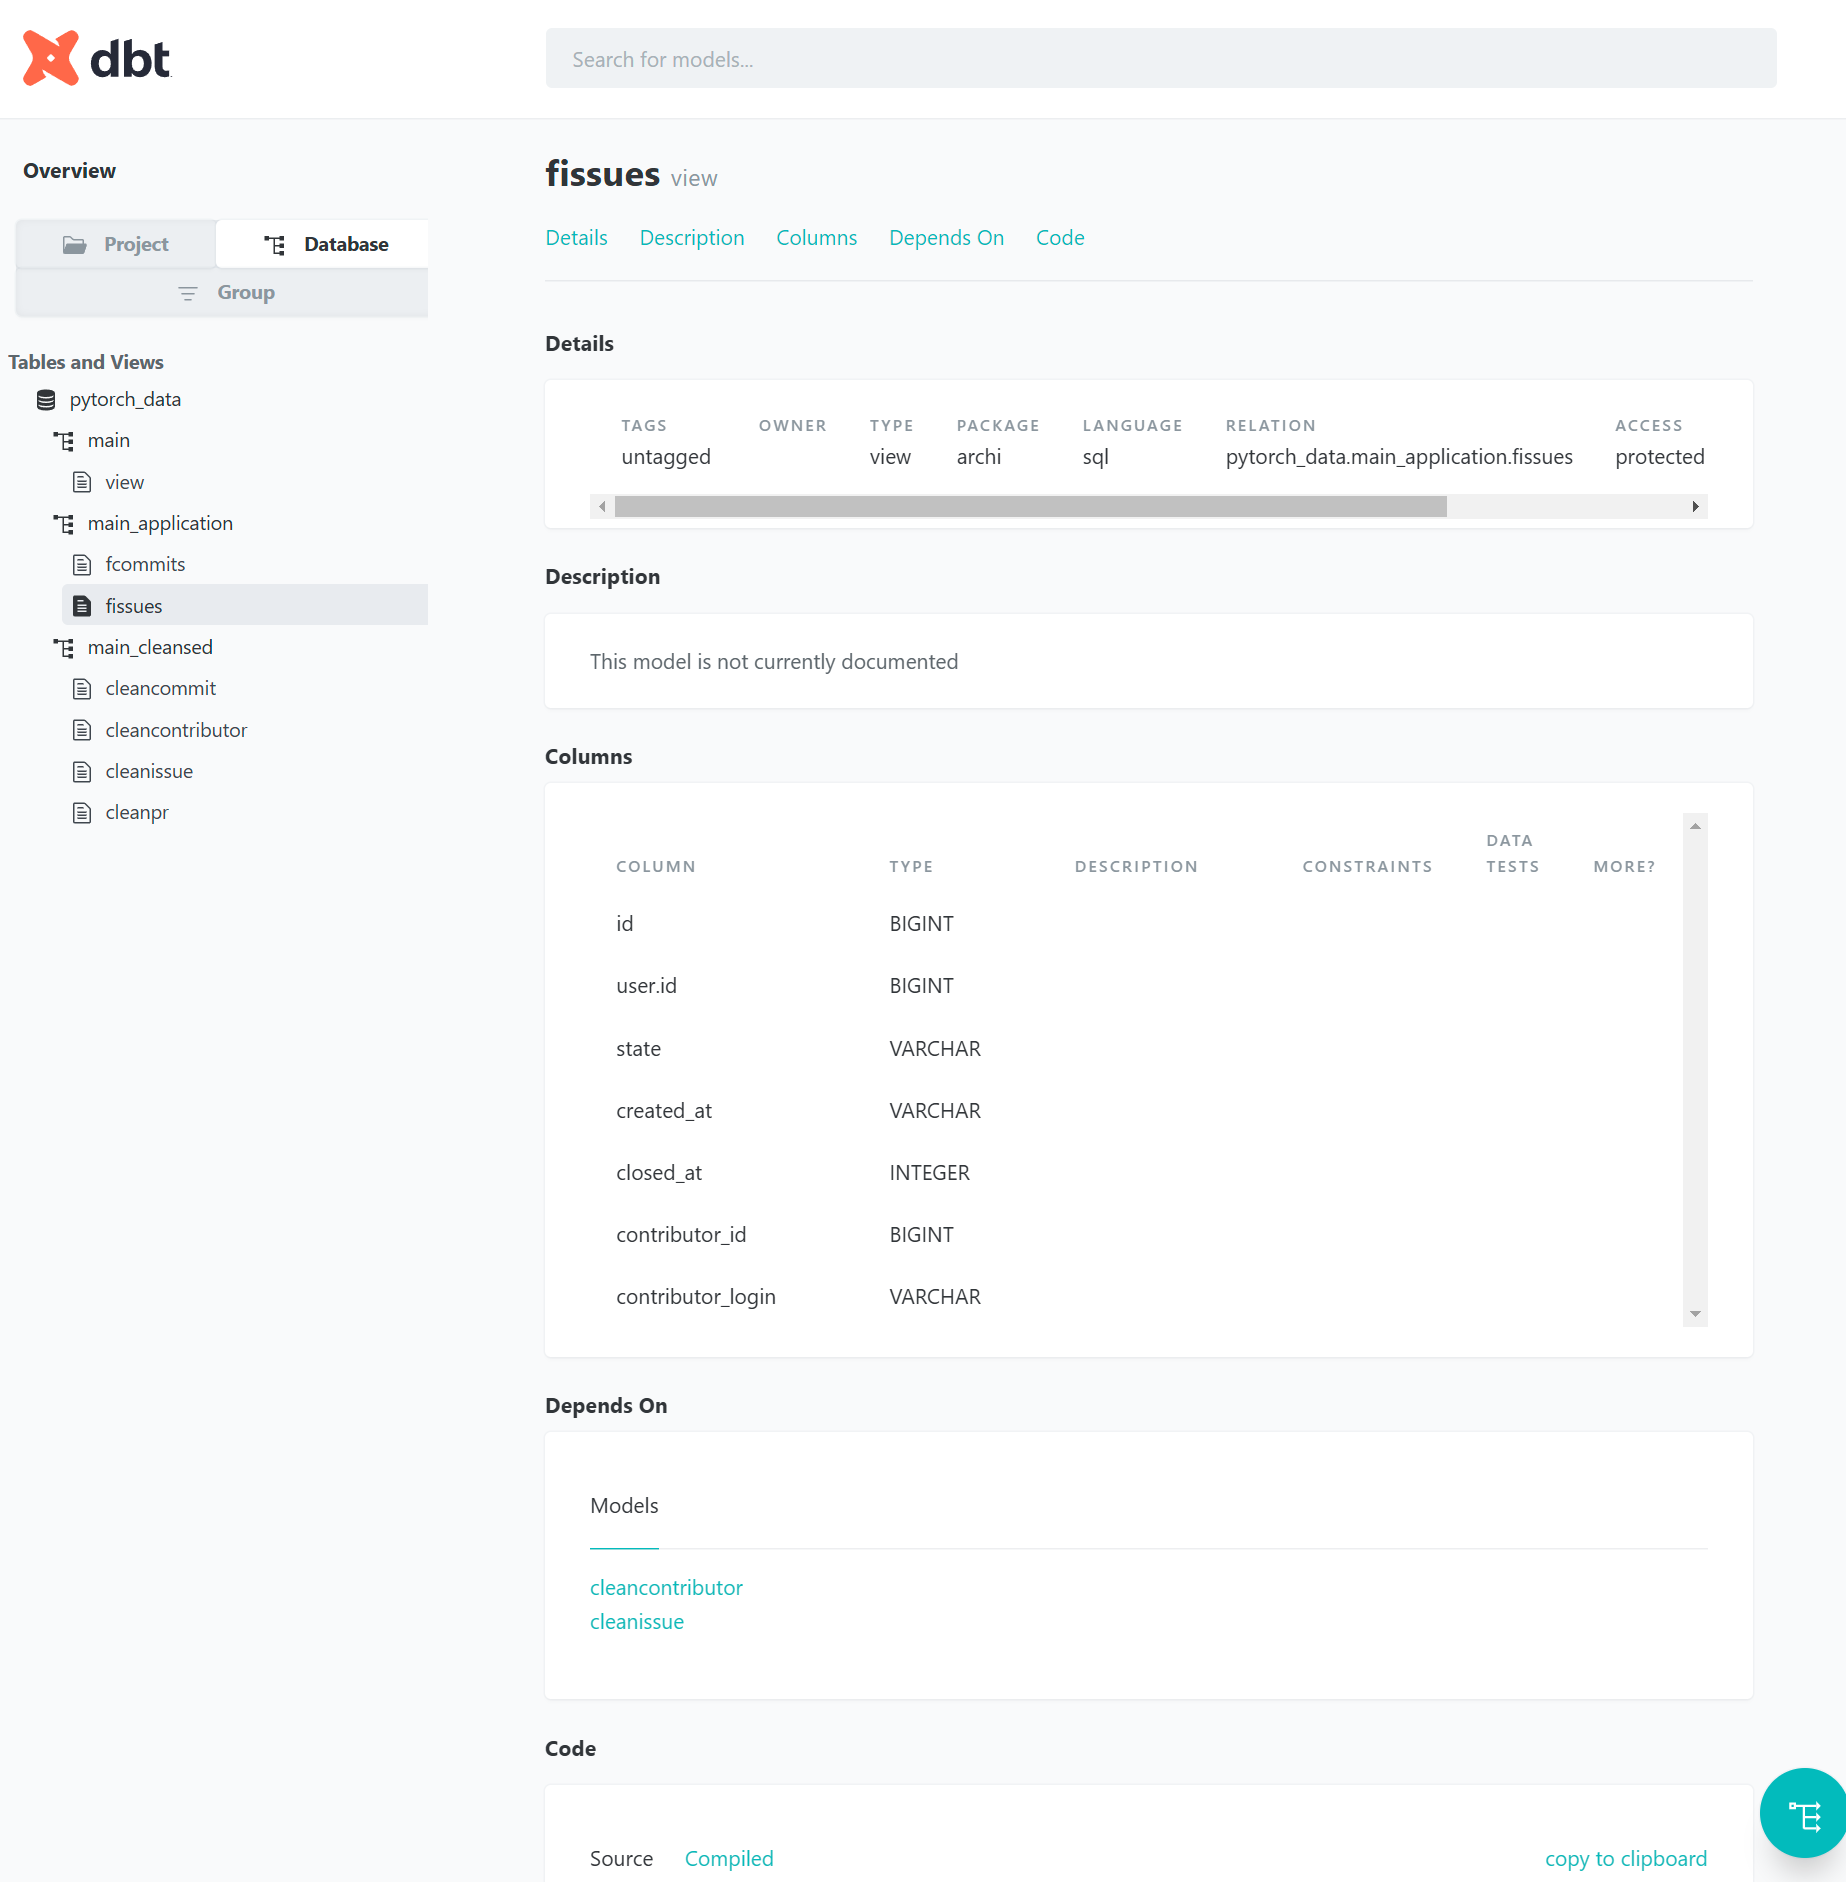 dbt
Search for models...
Overview
Project
Database
Group
Tables and Views
pytorch_data
main
view
main_application
fcommits
fissues
main_cleansed
cleancommit
cleancontributor
cleanissue
cleanpr
fissues view
Details Description Columns Depends On Code
Details
TAGS OWNER TYPE PACKAGE LANGUAGE RELATION ACCESS
untagged view archi sql pytorch_data.main_application.fissues protected
Description
This model is not currently documented
Columns
COLUMN TYPE DESCRIPTION CONSTRAINTS DATA TESTS MORE?
id BIGINT
user.id BIGINT
state VARCHAR
created_at VARCHAR
closed_at INTEGER
contributor_id BIGINT
contributor_login VARCHAR
Depends On
Models
cleancontributor
cleanissue
Code
Source Compiled copy to clipboard